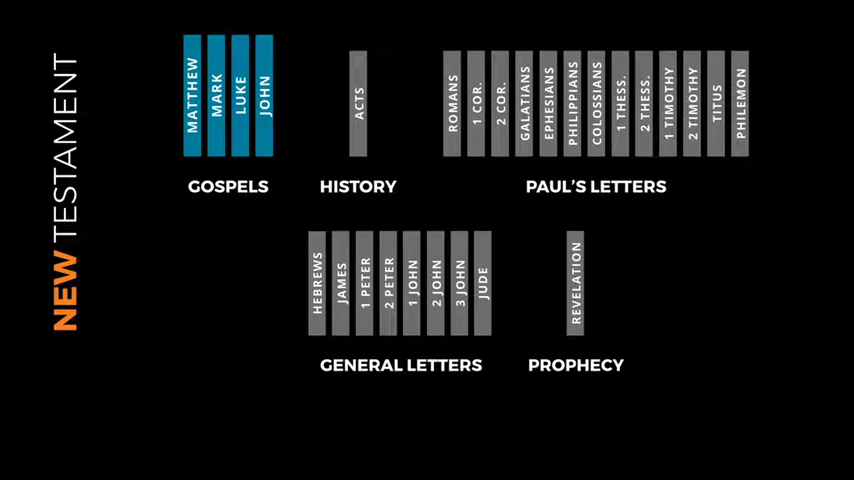 NEW TESTAMENT
MATTHEW
MARK
LUKE
JOHN
GOSPELS
ACTS
HISTORY
ROMANS
1 COR.
2 COR.
GALATIANS
EPHESIANS
PHILIPPIANS
COLOSSIANS
1 THESS.
2 THESS.
1 TIMOTHY
2 TIMOTHY
TITUS
PHILEMON
PAUL'S LETTERS
HEBREWS
JAMES
1 PETER
2 PETER
1 JOHN
2 JOHN
3 JOHN
JUDE
GENERAL LETTERS
REVELATION
PROPHECY